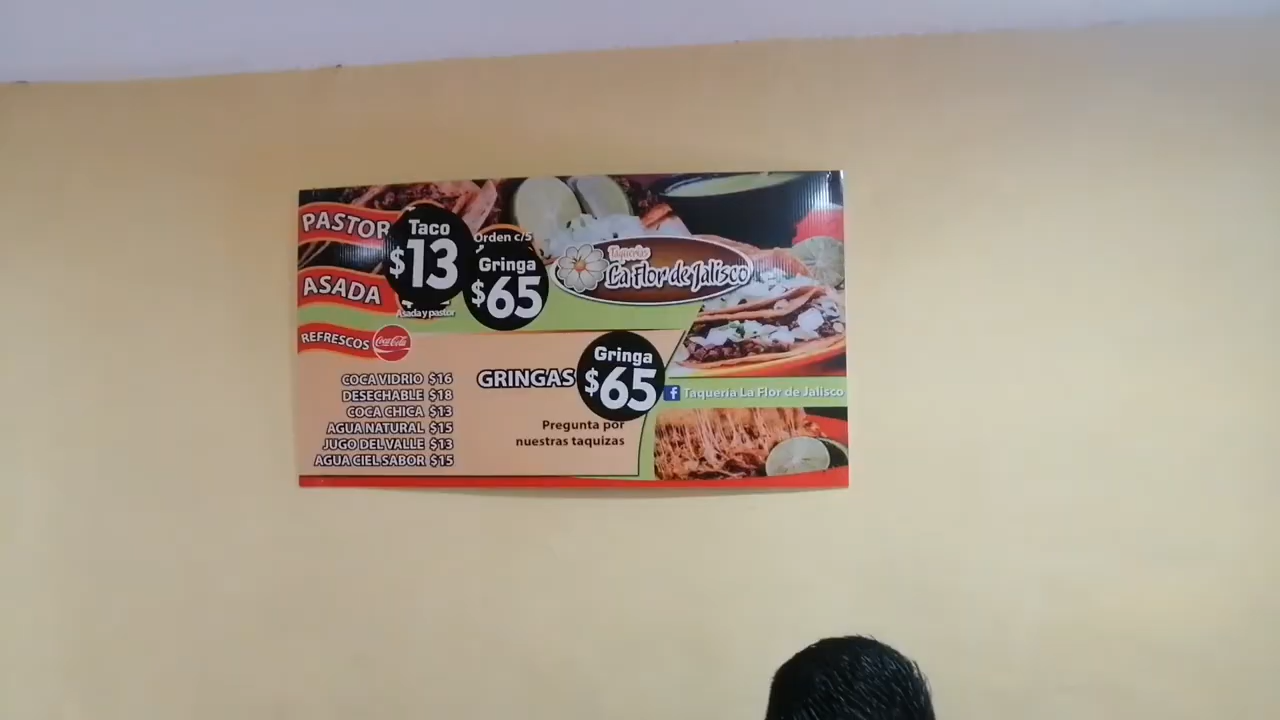 PASTOR
Taco
$13
Orden c/5
Gringa
$65
Taquerías
La Flor de Jalisco
ASADA
Asada y pastor
REFRESCOS Coca-Cola
GRINGAS
Gringa
$65
COCA VIDRIO $16
DESECHABLE $18
COCA CHICA $13
AGUA NATURAL $15
JUGO DEL VALLE $13
AGUA CIEL SABOR $15
Pregunta por
nuestras taquizas
f Taquería La Flor de Jalisco